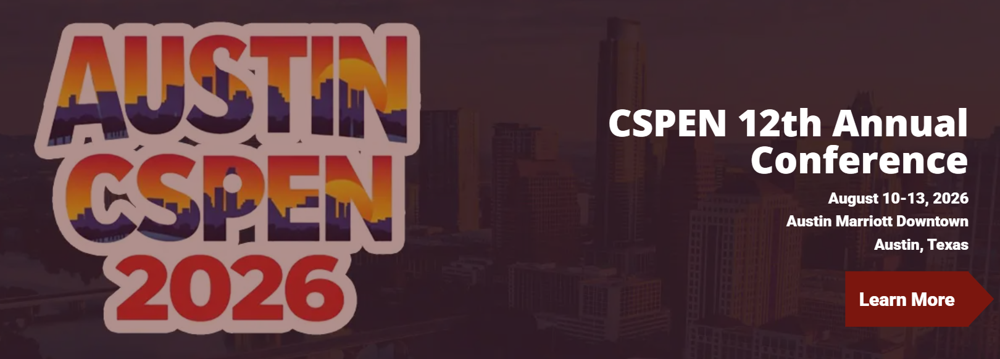 AUSTIN
CSPEN
2026
CSPEN 12th Annual
Conference
August 10-13, 2026
Austin Marriott Downtown
Austin, Texas
Learn More